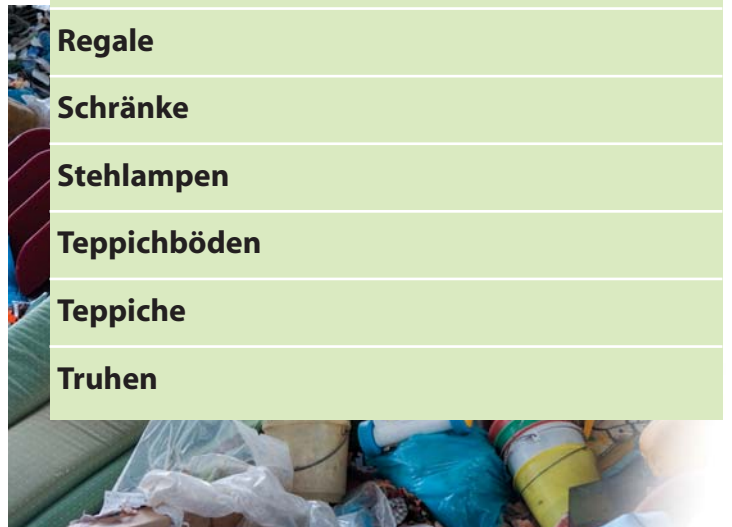 Regale
Schränke
Stehlampen
Teppichböden
Teppiche
Truhen